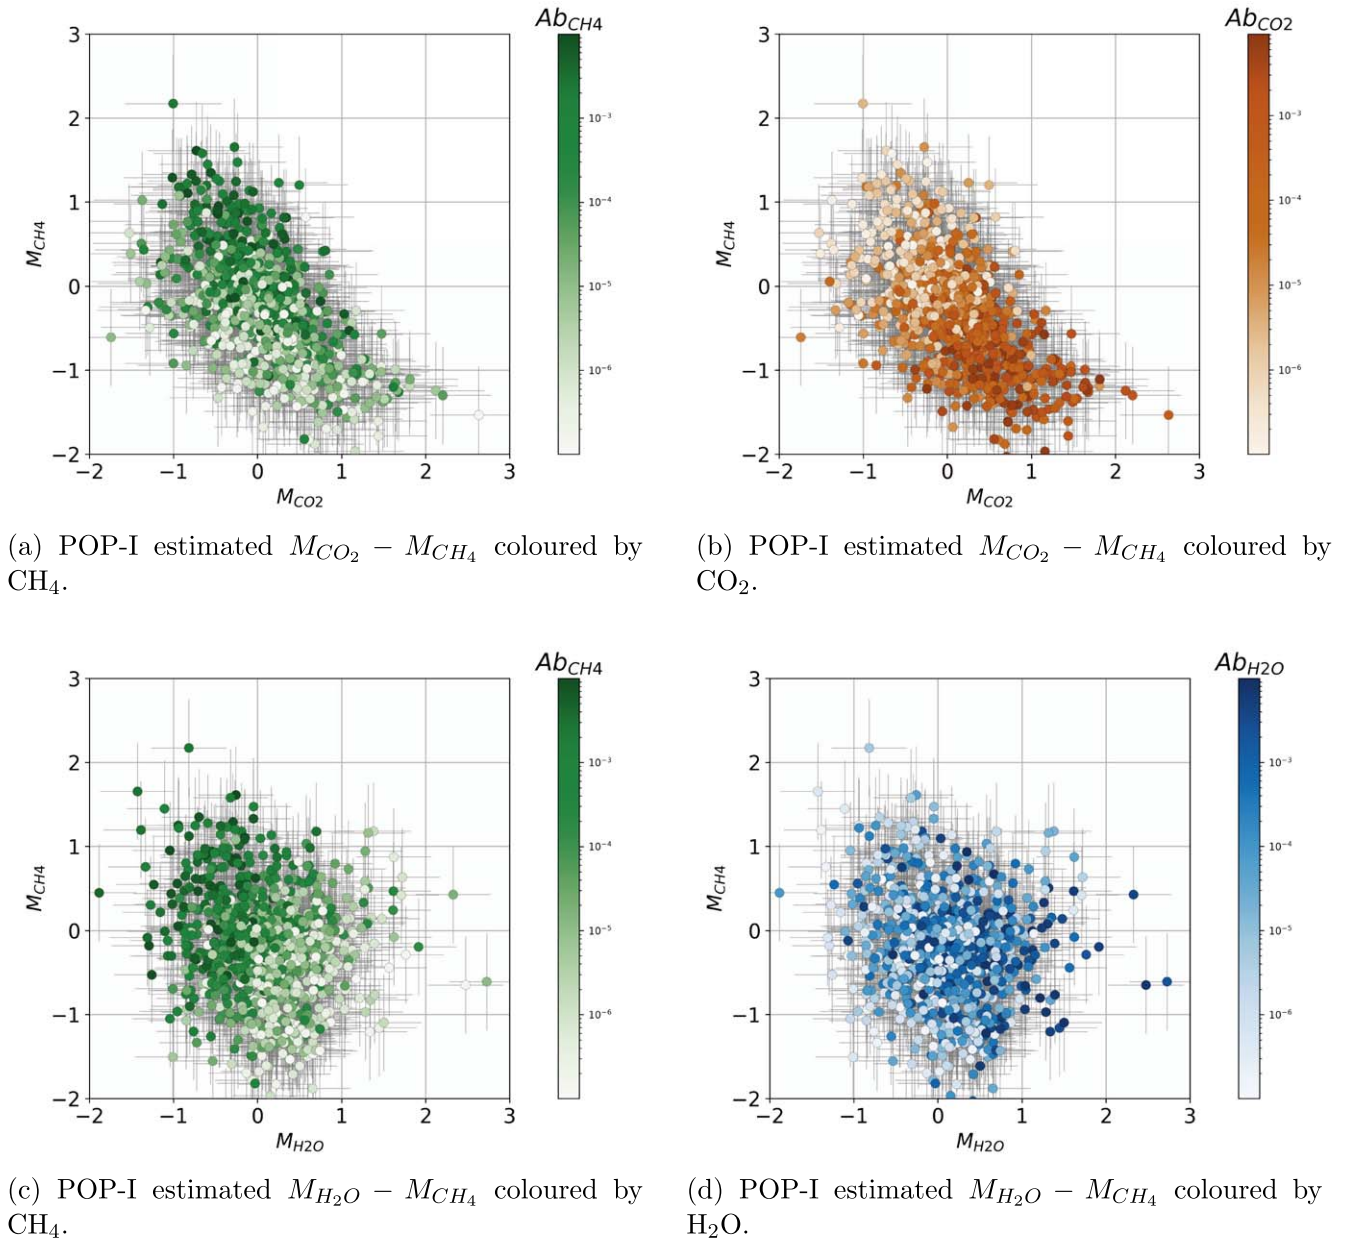 Ab_CH4
3
2
1
0
−1
−2
M_CH4
10⁻³
10⁻⁴
10⁻⁵
10⁻⁶
−2 −1 0 1 2 3
M_CO2
(a) POP-I estimated M_CO₂ − M_CH₄ coloured by
CH₄.
Ab_CO2
3
2
1
0
−1
−2
M_CH4
10⁻³
10⁻⁴
10⁻⁵
10⁻⁶
−2 −1 0 1 2 3
M_CO2
(b) POP-I estimated M_CO₂ − M_CH₄ coloured by
CO₂.
Ab_CH4
3
2
1
0
−1
−2
M_CH4
10⁻³
10⁻⁴
10⁻⁵
10⁻⁶
−2 −1 0 1 2 3
M_H2O
(c) POP-I estimated M_H₂O − M_CH₄ coloured by
CH₄.
Ab_H2O
3
2
1
0
−1
−2
M_CH4
10⁻³
10⁻⁴
10⁻⁵
10⁻⁶
−2 −1 0 1 2 3
M_H2O
(d) POP-I estimated M_H₂O − M_CH₄ coloured by
H₂O.